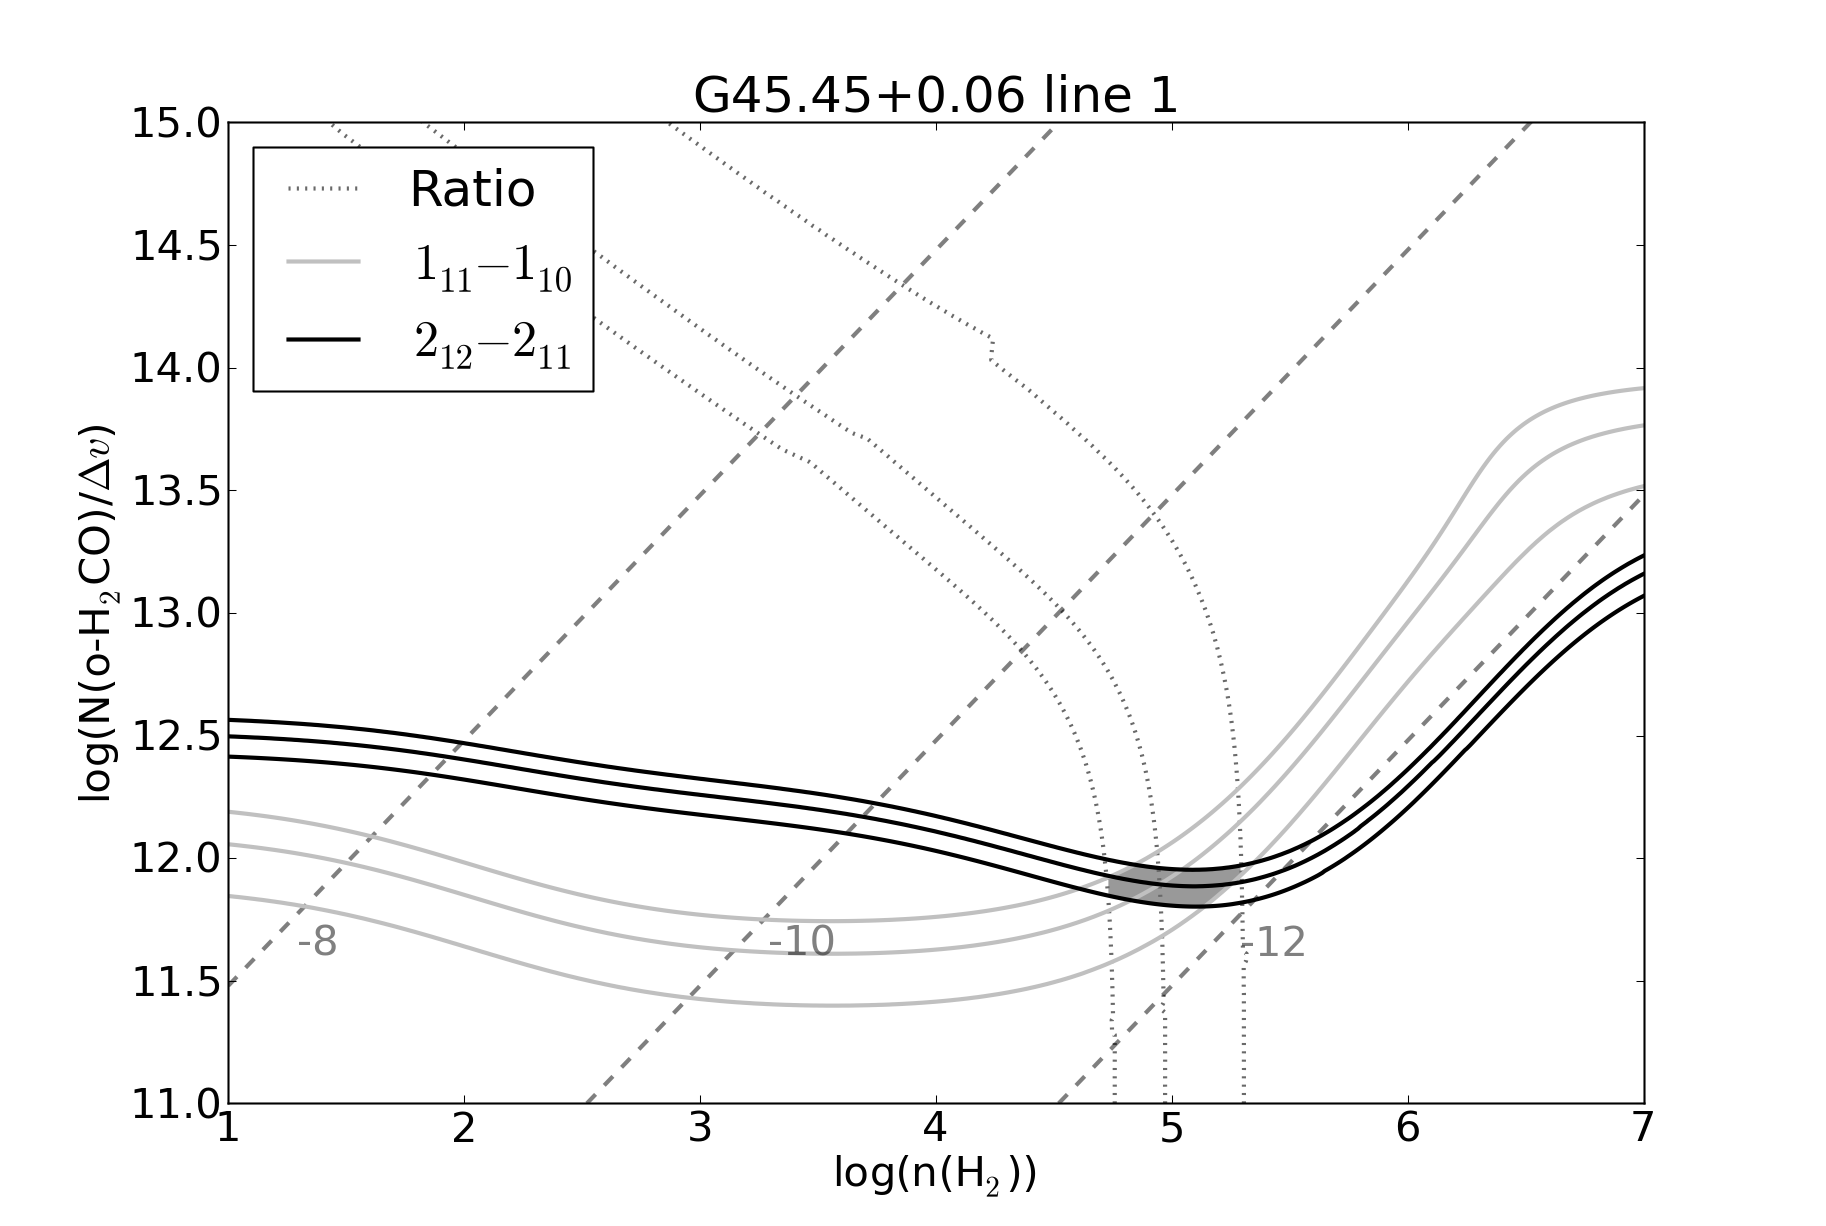 G45.45+0.06 line 1
15.0
14.5
14.0
13.5
13.0
12.5
12.0
11.5
11.0
log(N(o-H₂CO)/Δv)
Ratio
1₁₁−1₁₀
2₁₂−2₁₁
-8
-10
-12
1 2 3 4 5 6 7
log(n(H₂))